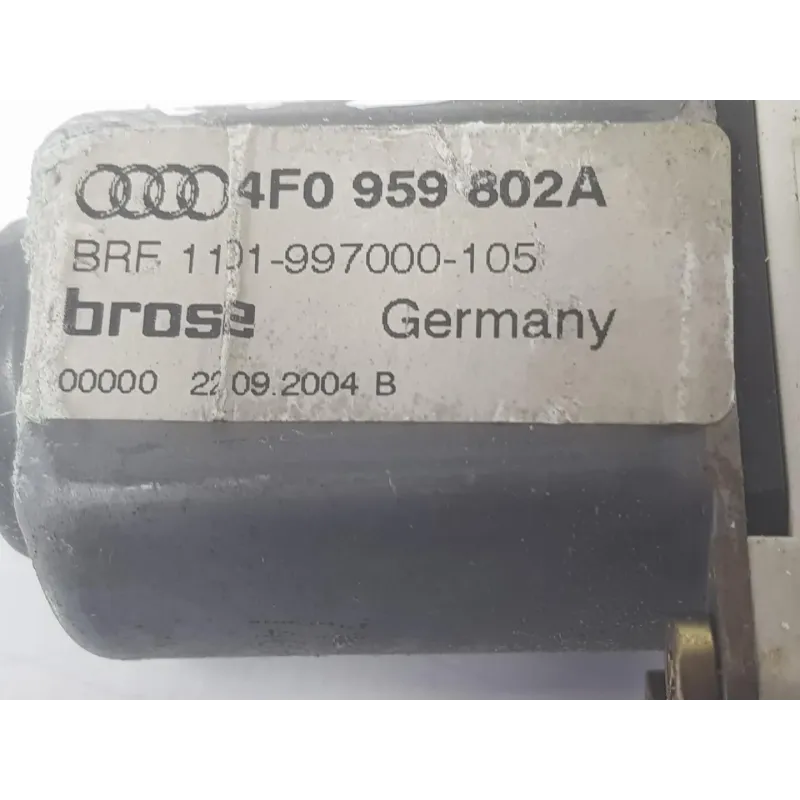 4F0 959 802A
BRF 1101-997000-105
brose Germany
00000 22.09.2004 B